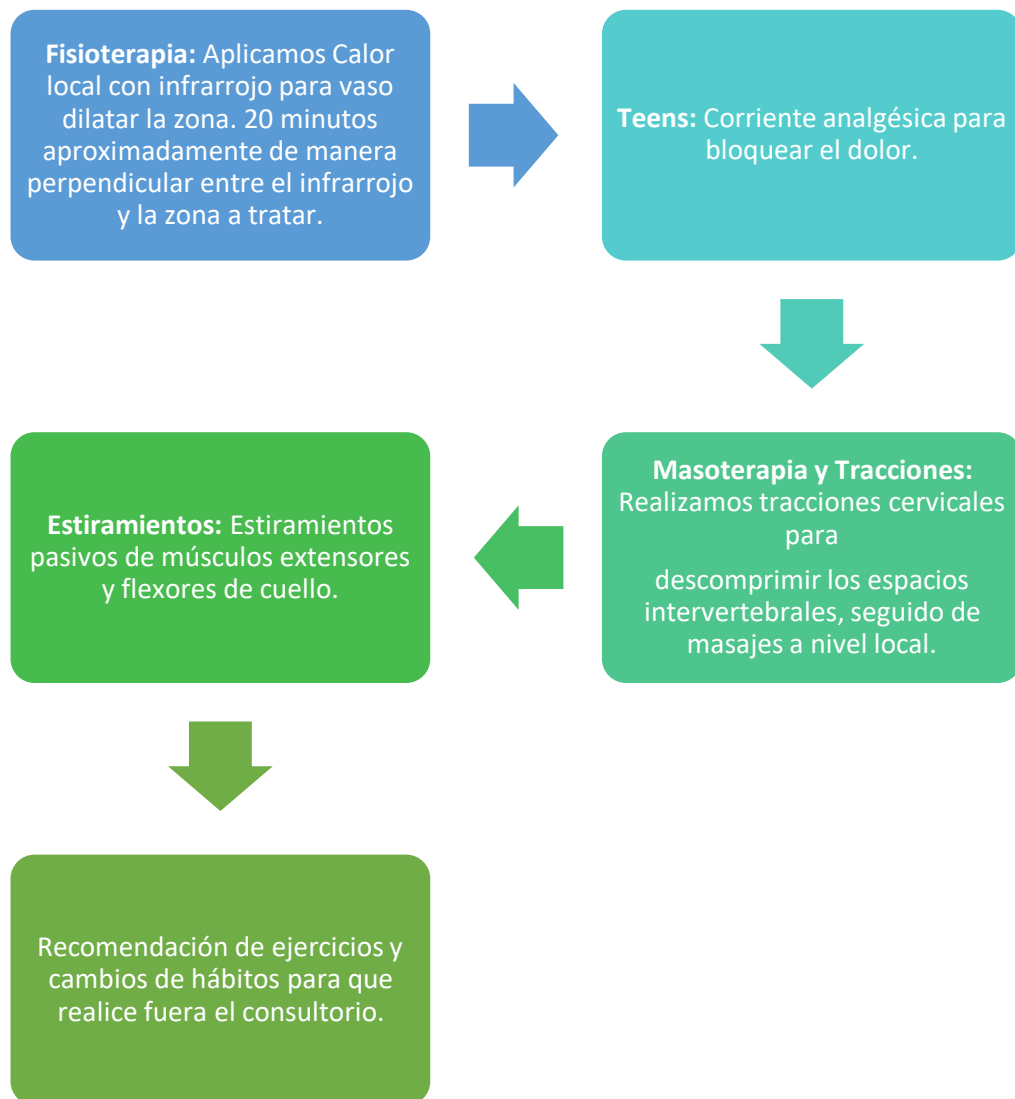 Fisioterapia: Aplicamos Calor
local con infrarrojo para vaso
dilatar la zona. 20 minutos
aproximadamente de manera
perpendicular entre el infrarrojo
y la zona a tratar.
Teens: Corriente analgésica para
bloquear el dolor.
Masoterapia y Tracciones:
Realizamos tracciones cervicales
para
descomprimir los espacios
intervertebrales, seguido de
masajes a nivel local.
Estiramientos: Estiramientos
pasivos de músculos extensores
y flexores de cuello.
Recomendación de ejercicios y
cambios de hábitos para que
realice fuera el consultorio.